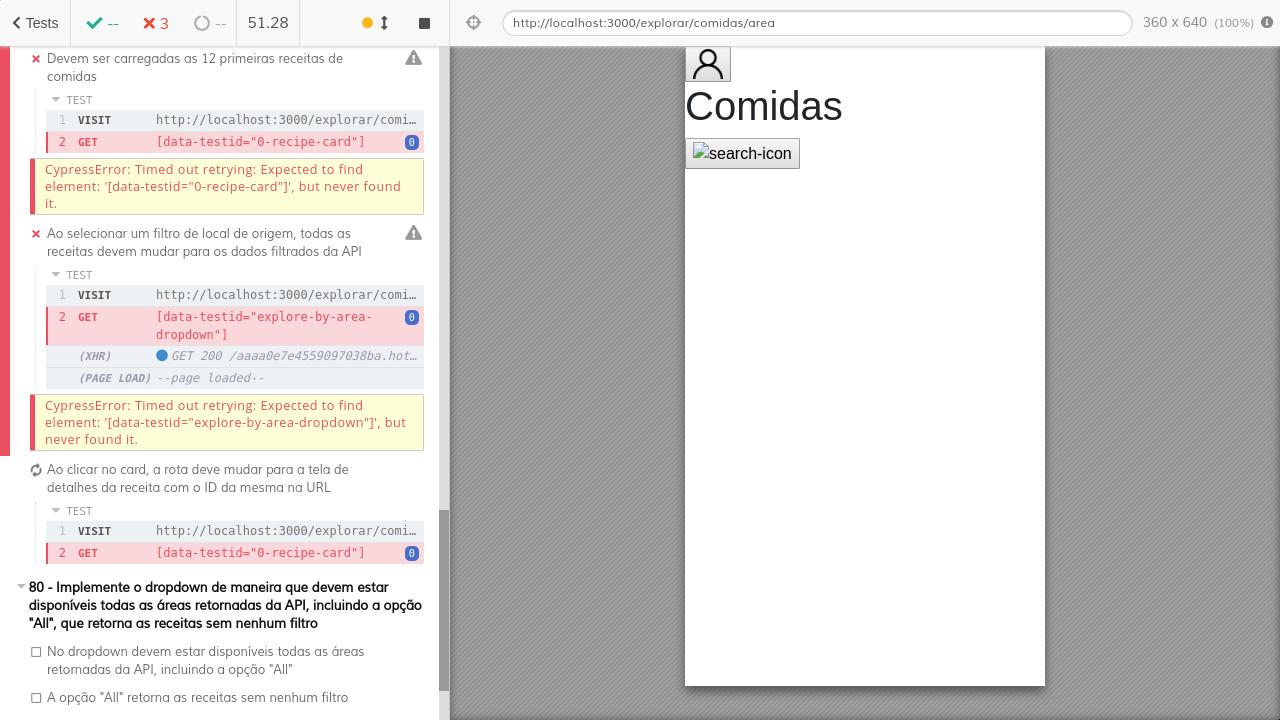 Tests
--
3
--
51.28
http://localhost:3000/explorar/comidas/area
360 x 640 (100%)
Devem ser carregadas as 12 primeiras receitas de
comidas
TEST
1 VISIT http://localhost:3000/explorar/comi…
2 GET [data-testid="0-recipe-card"] 0
CypressError: Timed out retrying: Expected to find
element: '[data-testid="0-recipe-card"]', but never found
it.
Ao selecionar um filtro de local de origem, todas as
receitas devem mudar para os dados filtrados da API
TEST
1 VISIT http://localhost:3000/explorar/comi…
2 GET [data-testid="explore-by-area-
dropdown"] 0
(XHR) GET 200 /aaaa0e7e4559097038ba.hot…
(PAGE LOAD) --page loaded--
CypressError: Timed out retrying: Expected to find
element: '[data-testid="explore-by-area-dropdown"]', but
never found it.
Ao clicar no card, a rota deve mudar para a tela de
detalhes da receita com o ID da mesma na URL
TEST
1 VISIT http://localhost:3000/explorar/comi…
2 GET [data-testid="0-recipe-card"] 0
80 - Implemente o dropdown de maneira que devem estar
disponíveis todas as áreas retornadas da API, incluindo a opção
"All", que retorna as receitas sem nenhum filtro
No dropdown devem estar disponíveis todas as áreas
retornadas da API, incluindo a opção "All"
A opção "All" retorna as receitas sem nenhum filtro
Comidas
search-icon